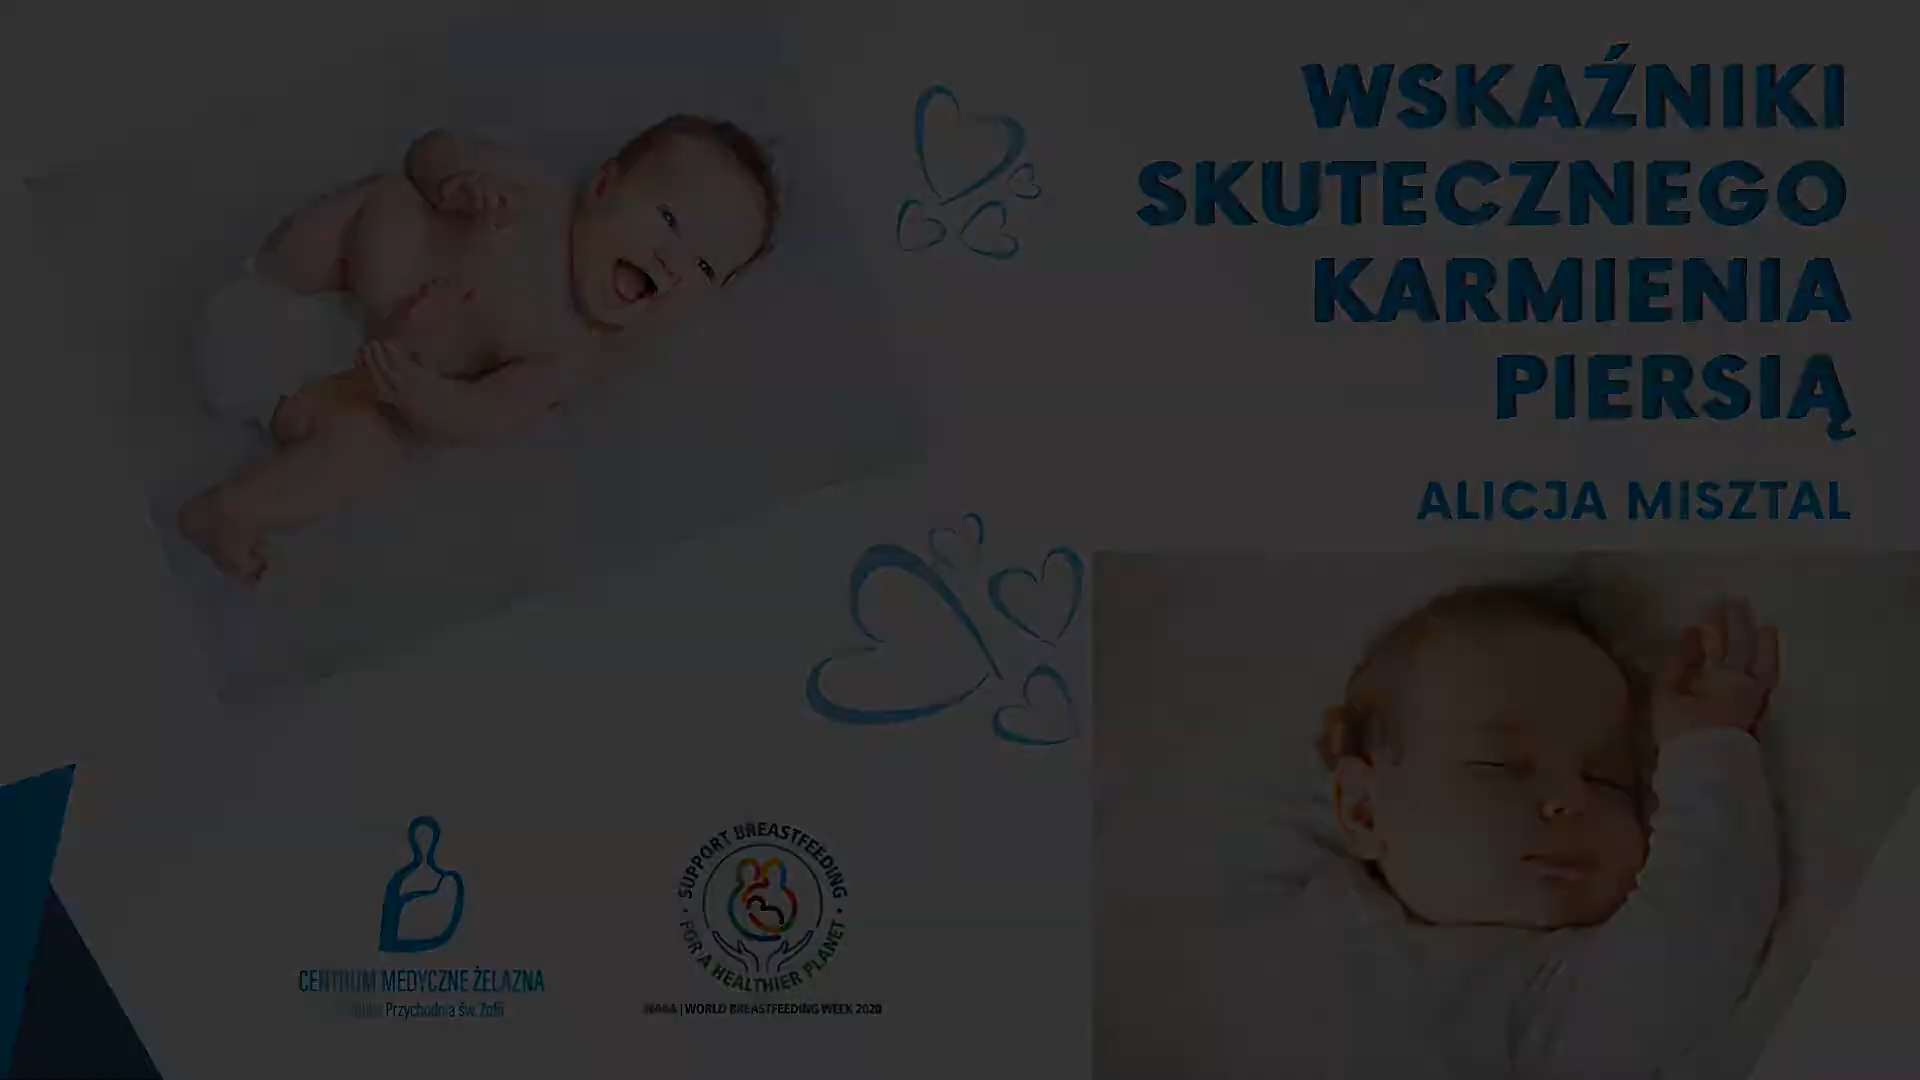 WSKAŹNIKI
SKUTECZNEGO
KARMIENIA
PIERSIĄ
ALICJA MISZTAL
CENTRUM MEDYCZNE ŻELAZNA
Przychodnia św. Zofii
SUPPORT BREASTFEEDING
FOR A HEALTHIER PLANET
WABA | WORLD BREASTFEEDING WEEK 2020